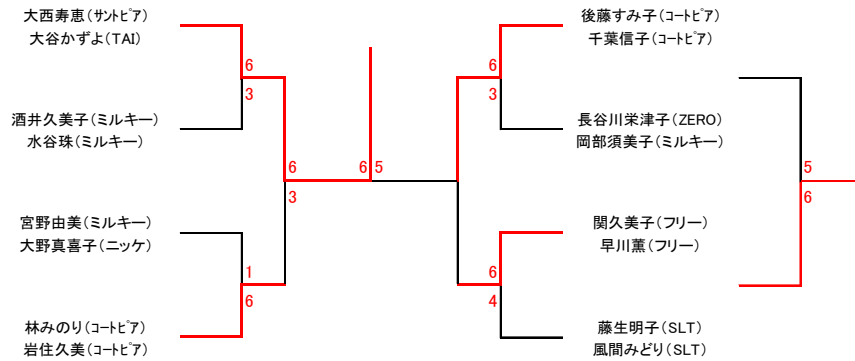 大西寿恵(サントピア)
大谷かずよ(TAI)
6
3
酒井久美子(ミルキー)
水谷珠(ミルキー)
6
3
宮野由美(ミルキー)
大野真喜子(ニッケ)
1
6
林みのり(コートピア)
岩住久美(コートピア)
6 5
後藤すみ子(コートピア)
千葉信子(コートピア)
6
3
長谷川栄津子(ZERO)
岡部須美子(ミルキー)
関久美子(フリー)
早川薫(フリー)
6
4
藤生明子(SLT)
風間みどり(SLT)
5
6